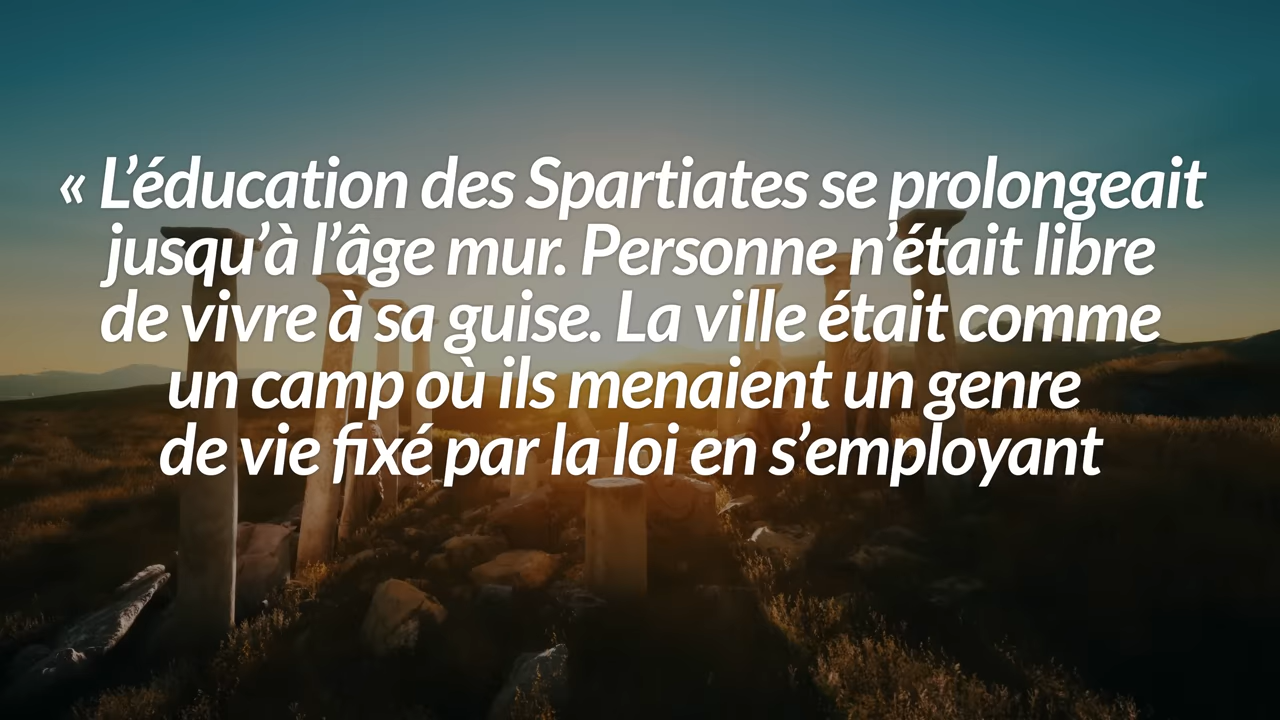 « L’éducation des Spartiates se prolongeait
jusqu’à l’âge mur. Personne n’était libre
de vivre à sa guise. La ville était comme
un camp où ils menaient un genre
de vie fixé par la loi en s’employant